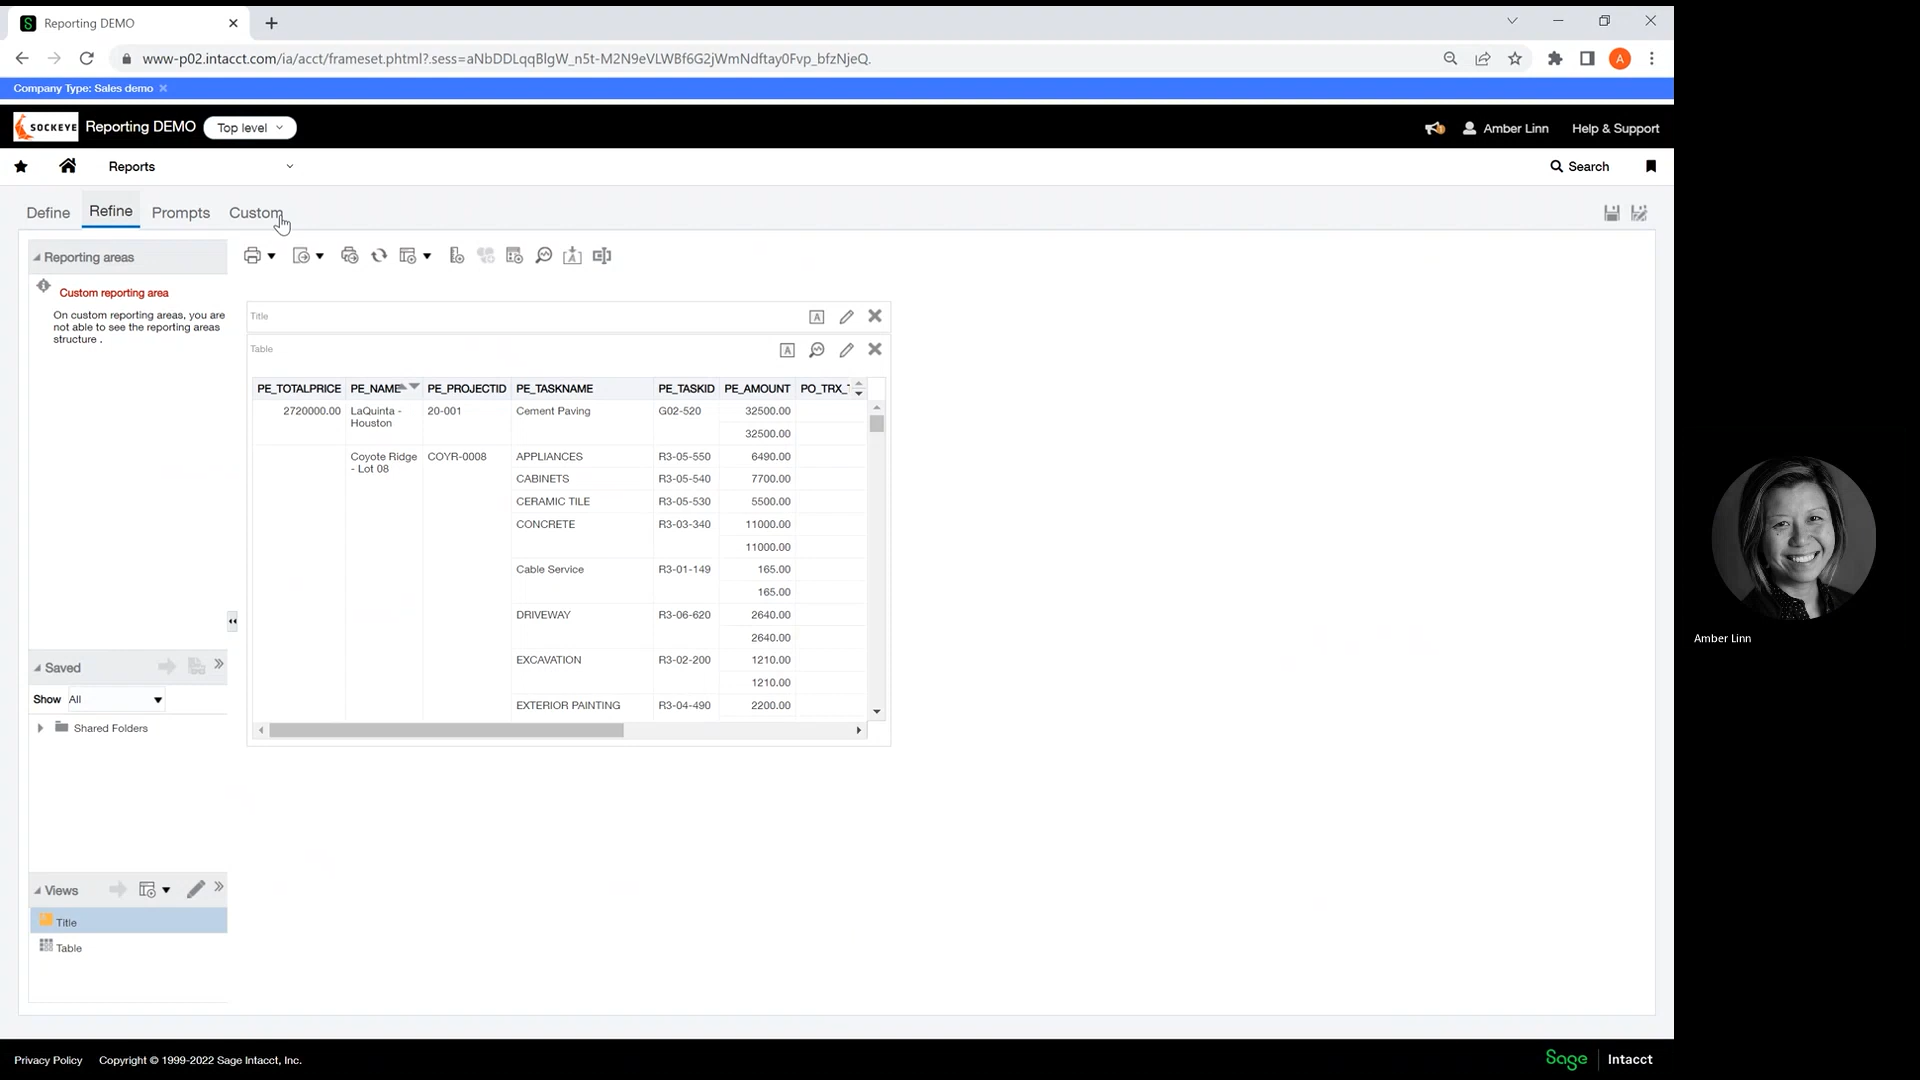 Reporting DEMO
www-p02.intacct.com/ia/acct/frameset.phtml?.sess=aNbDDLqqBlgW_n5t-M2N9eVLWBf6G2jWmNdftay0Fvp_bfzNjeQ.
A
Company Type: Sales demo
SOCKEYE Reporting DEMO Top level
Amber Linn Help & Support
Reports
Search
Define Refine Prompts Custom
Reporting areas
Custom reporting area
On custom reporting areas, you are
not able to see the reporting areas
structure .
Title
Table
PE_TOTALPRICE PE_NAME PE_PROJECTID PE_TASKNAME PE_TASKID PE_AMOUNT PO_TRX_
2720000.00 LaQuinta - 20-001 Cement Paving G02-520 32500.00
Houston
32500.00
Coyote Ridge COYR-0008 APPLIANCES R3-05-550 6490.00
- Lot 08
CABINETS R3-05-540 7700.00
CERAMIC TILE R3-05-530 5500.00
CONCRETE R3-03-340 11000.00
11000.00
Cable Service R3-01-149 165.00
165.00
DRIVEWAY R3-06-620 2640.00
2640.00
EXCAVATION R3-02-200 1210.00
1210.00
EXTERIOR PAINTING R3-04-490 2200.00
Saved
Show All
Shared Folders
Views
Title
Table
Amber Linn
Privacy Policy Copyright © 1999-2022 Sage Intacct, Inc.
Sage Intacct